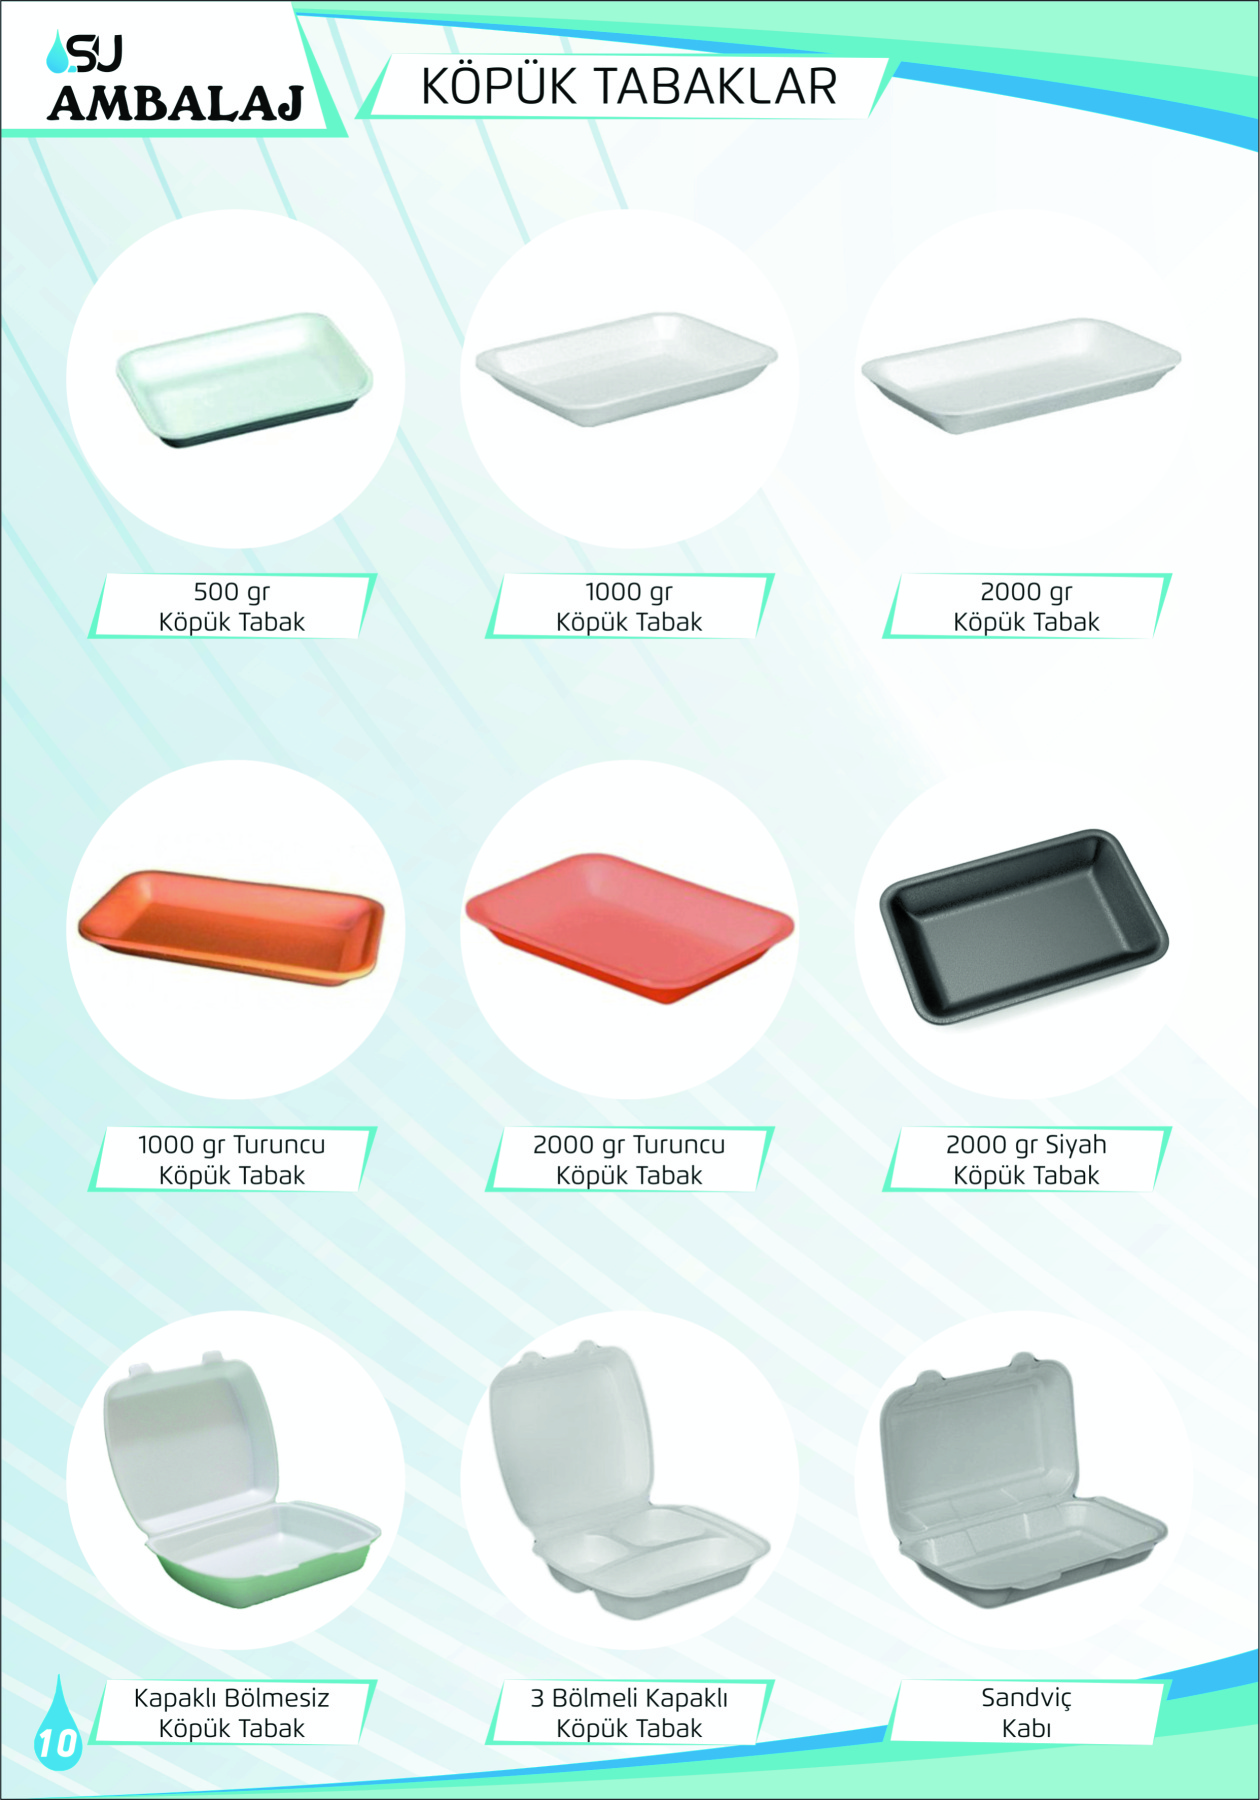 SU
AMBALAJ
KÖPÜK TABAKLAR
500 gr
Köpük Tabak
1000 gr
Köpük Tabak
2000 gr
Köpük Tabak
1000 gr Turuncu
Köpük Tabak
2000 gr Turuncu
Köpük Tabak
2000 gr Siyah
Köpük Tabak
Kapaklı Bölmesiz
Köpük Tabak
3 Bölmeli Kapaklı
Köpük Tabak
Sandviç
Kabı
10